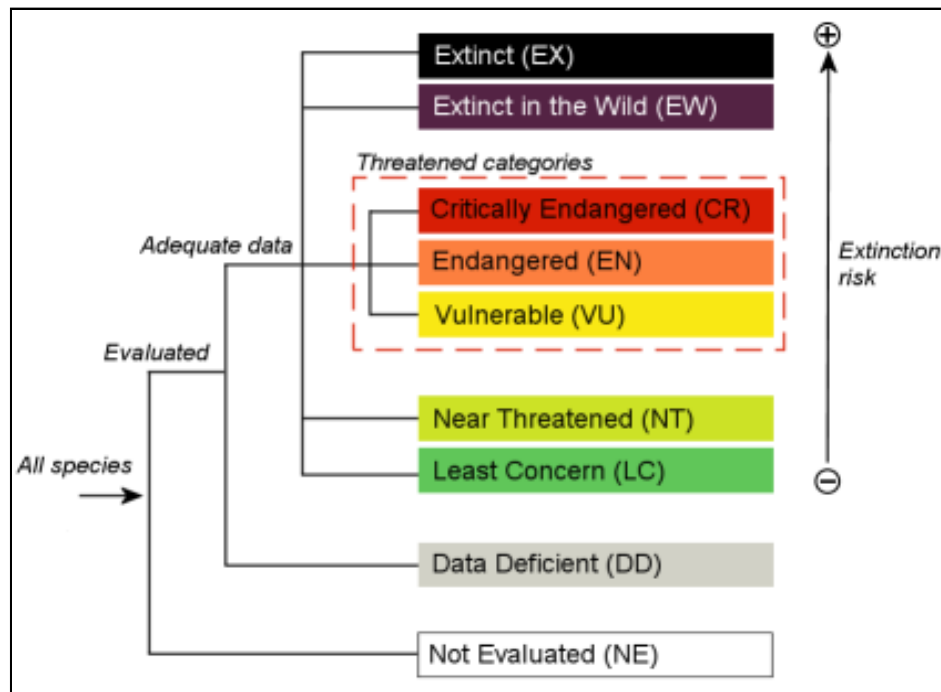 Extinct (EX)
Extinct in the Wild (EW)
Threatened categories
Critically Endangered (CR)
Adequate data
Endangered (EN)
Extinction
risk
Vulnerable (VU)
Evaluated
Near Threatened (NT)
All species
Least Concern (LC)
Data Deficient (DD)
Not Evaluated (NE)